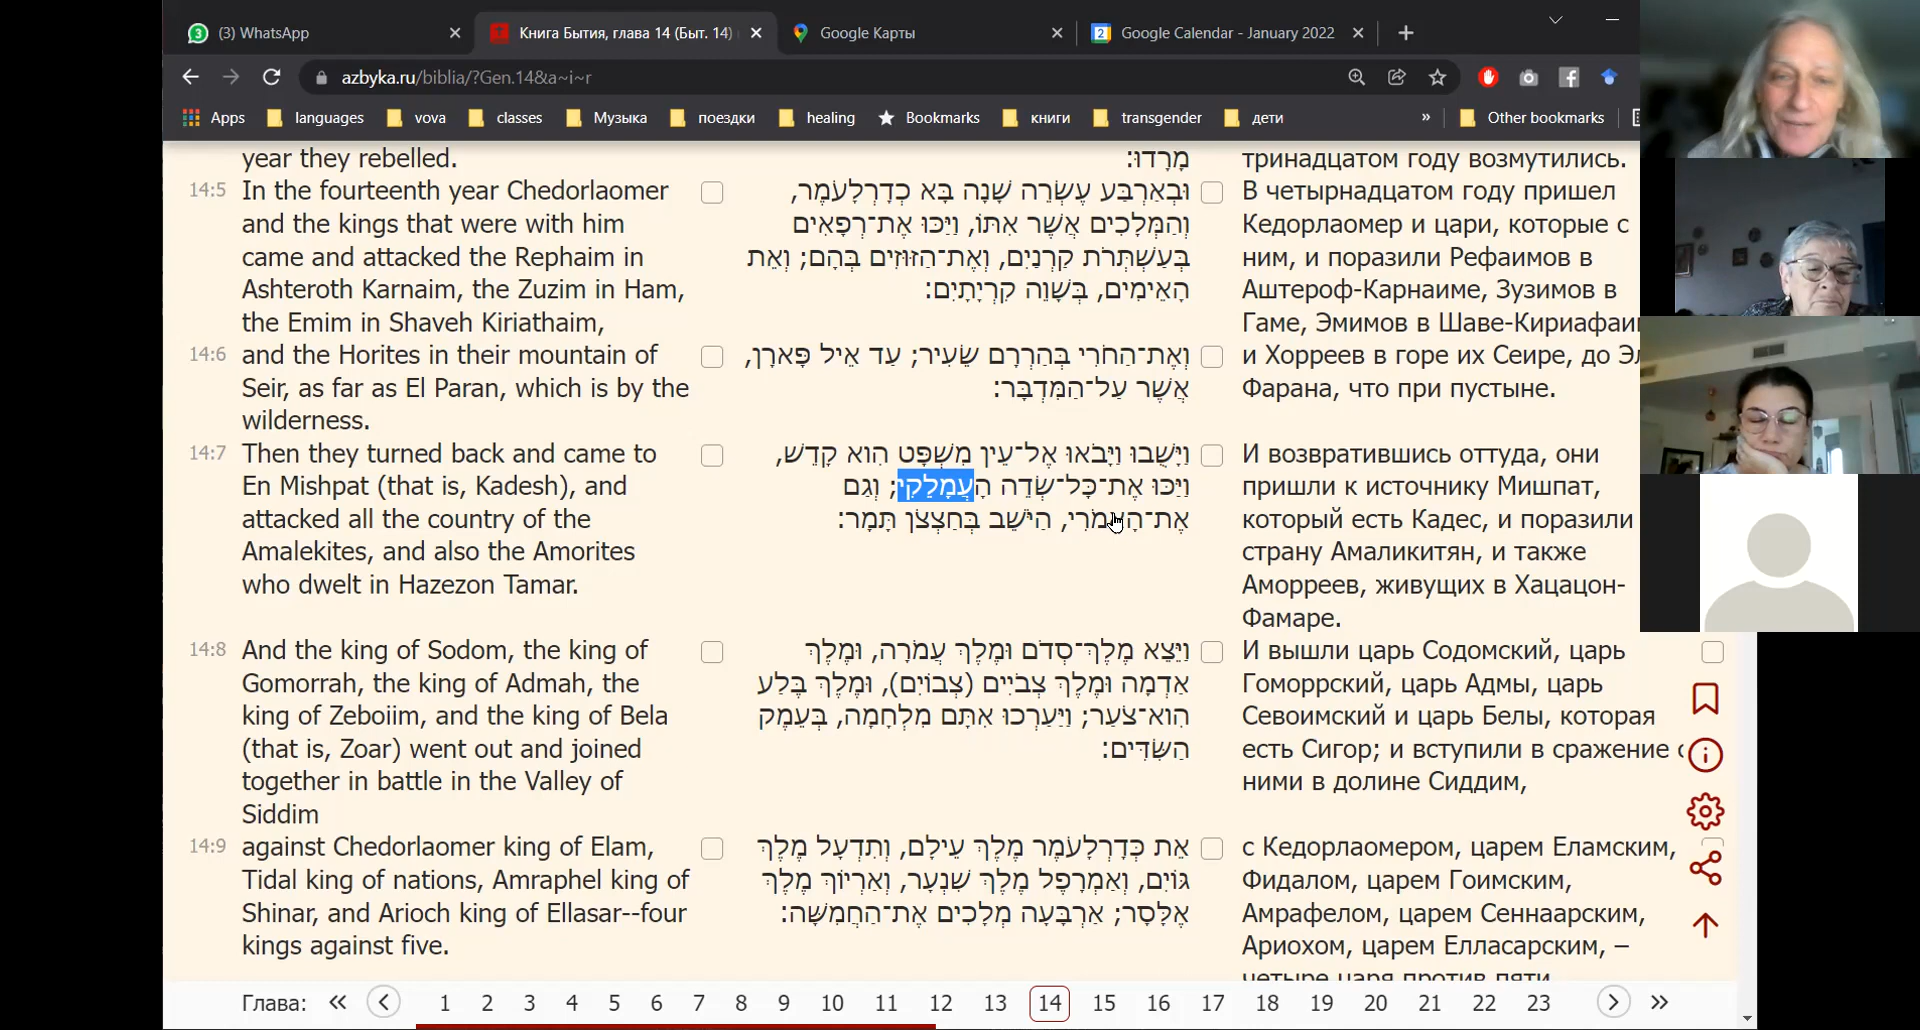 (3) WhatsApp
Книга Бытия, глава 14 (Быт. 14)
Google Карты
Google Calendar - January 2022
azbyka.ru/biblia/?Gen.14&a~i~r
Apps
languages
vova
classes
Музыка
поездки
healing
Bookmarks
книги
transgender
дети
»
Other bookmarks
year they rebelled.
14:5 In the fourteenth year Chedorlaomer
and the kings that were with him
came and attacked the Rephaim in
Ashteroth Karnaim, the Zuzim in Ham,
the Emim in Shaveh Kiriathaim,
14:6 and the Horites in their mountain of
Seir, as far as El Paran, which is by the
wilderness.
14:7 Then they turned back and came to
En Mishpat (that is, Kadesh), and
attacked all the country of the
Amalekites, and also the Amorites
who dwelt in Hazezon Tamar.
14:8 And the king of Sodom, the king of
Gomorrah, the king of Admah, the
king of Zeboiim, and the king of Bela
(that is, Zoar) went out and joined
together in battle in the Valley of
Siddim
14:9 against Chedorlaomer king of Elam,
Tidal king of nations, Amraphel king of
Shinar, and Arioch king of Ellasar--four
kings against five.
מָרָדוּ:
וּבְאַרְבַּע עֶשְׂרֵה שָׁנָה בָּא כְדָרְלָעֹמֶר,
וְהַמְּלָכִים אֲשֶׁר אִתּוֹ, וַיַּכּוּ אֶת־רְפָאִים
בְּעַשְׁתְּרֹת קַרְנַיִם, וְאֶת־הַזּוּזִים בְּהָם; וְאֵת
הָאֵימִים, בְּשָׁוֵה קִרְיָתָיִם:
וְאֶת־הַחֹרִי בְּהַרְרָם שֵׂעִיר; עַד אֵיל פָּארָן,
אֲשֶׁר עַל־הַמִּדְבָּר:
וַיָּשֻׁבוּ וַיָּבֹאוּ אֶל־עֵין מִשְׁפָּט הִוא קָדֵשׁ,
וַיַּכּוּ אֶת־כָּל־שְׂדֵה הָעֲמָלֵקִי; וְגַם
אֶת־הָאֱמֹרִי, הַיֹּשֵׁב בְּחַצְצֹן תָּמָר:
וַיֵּצֵא מֶלֶךְ־סְדֹם וּמֶלֶךְ עֲמֹרָה, וּמֶלֶךְ
אַדְמָה וּמֶלֶךְ צְבֹיִים (צְבוֹיִם), וּמֶלֶךְ בֶּלַע
הִוא־צֹעַר; וַיַּעַרְכוּ אִתָּם מִלְחָמָה, בְּעֵמֶק
הַשִּׂדִּים:
אֵת כְּדָרְלָעֹמֶר מֶלֶךְ עֵילָם, וְתִדְעָל מֶלֶךְ
גּוֹיִם, וְאַמְרָפֶל מֶלֶךְ שִׁנְעָר, וְאַרְיוֹךְ מֶלֶךְ
אֶלָּסָר; אַרְבָּעָה מְלָכִים אֶת־הַחֲמִשָּׁה:
тринадцатом году возмутились.
В четырнадцатом году пришел
Кедорлаомер и цари, которые с
ним, и поразили Рефаимов в
Аштероф-Карнаиме, Зузимов в
Гаме, Эмимов в Шаве-Кириафаи
и Хорреев в горе их Сеире, до Эл
Фарана, что при пустыне.
И возвратившись оттуда, они
пришли к источнику Мишпат,
который есть Кадес, и поразили
страну Амаликитян, и также
Аморреев, живущих в Хацацон-
Фамаре.
И вышли царь Содомский, царь
Гоморрский, царь Адмы, царь
Севоимский и царь Белы, которая
есть Сигор; и вступили в сражение с
ними в долине Сиддим,
с Кедорлаомером, царем Еламским,
Фидалом, царем Гоимским,
Амрафелом, царем Сеннаарским,
Ариохом, царем Елласарским, –
четыре царя против пяти
Глава: « 1 2 3 4 5 6 7 8 9 10 11 12 13 14 15 16 17 18 19 20 21 22 23 »